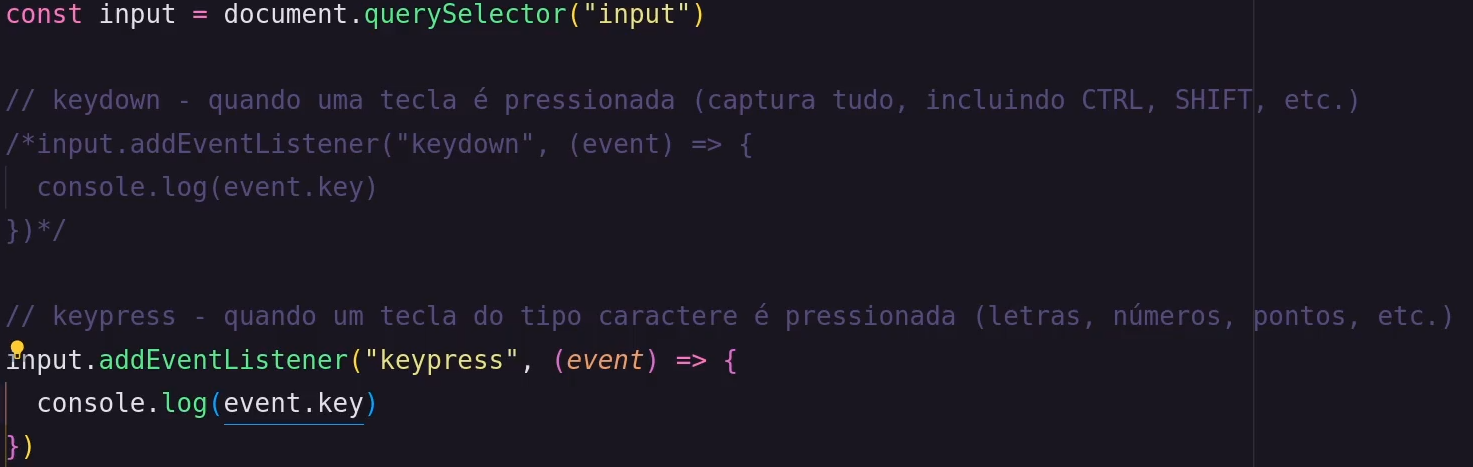 const input = document.querySelector("input")
// keydown - quando uma tecla é pressionada (captura tudo, incluindo CTRL, SHIFT, etc.)
/*input.addEventListener("keydown", (event) => {
  console.log(event.key)
})*/
// keypress - quando um tecla do tipo caractere é pressionada (letras, números, pontos, etc.)
input.addEventListener("keypress", (event) => {
  console.log(event.key)
})